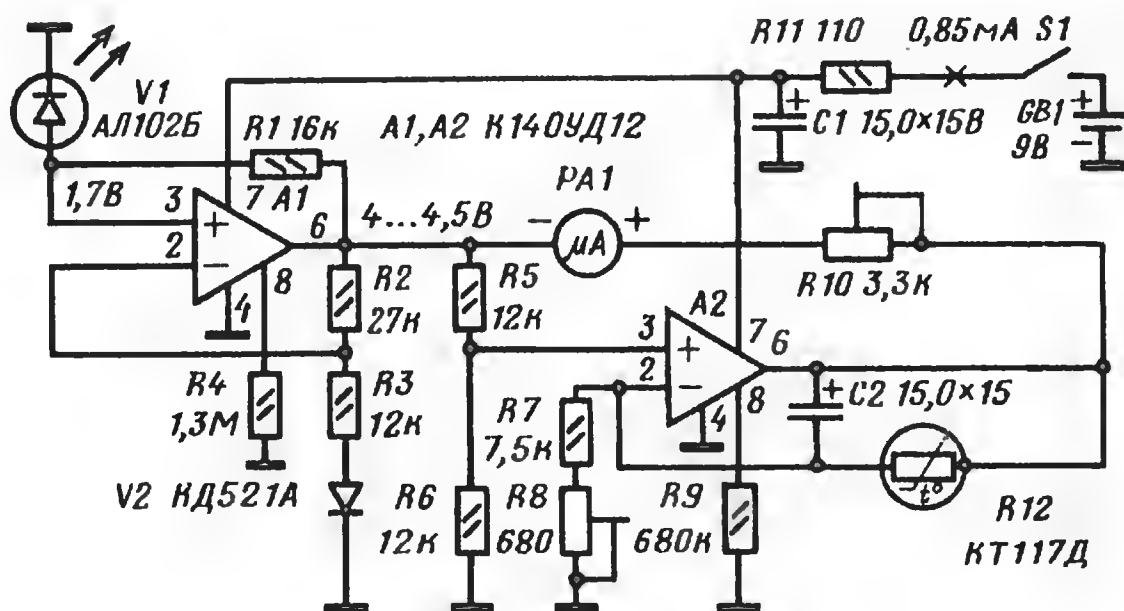 R11 110
0,85мА S1
V1
АЛ102Б
R1 16к
А1, А2 К140УД12
+
C1 15,0×15В
GB1
9В
+
-
1,7В
3
2
+
-
7 А1
6
8
4
4...4,5В
PA1
- +
μA
R10 3,3к
R2
27к
R5
12к
А2
3
2
+
-
7
6
8
4
R4
1,3М
R3
12к
R7
7,5к
+
C2 15,0×15
V2 КД521А
R6
12к
R8
680
R9
680к
t°
R12
КТ117Д